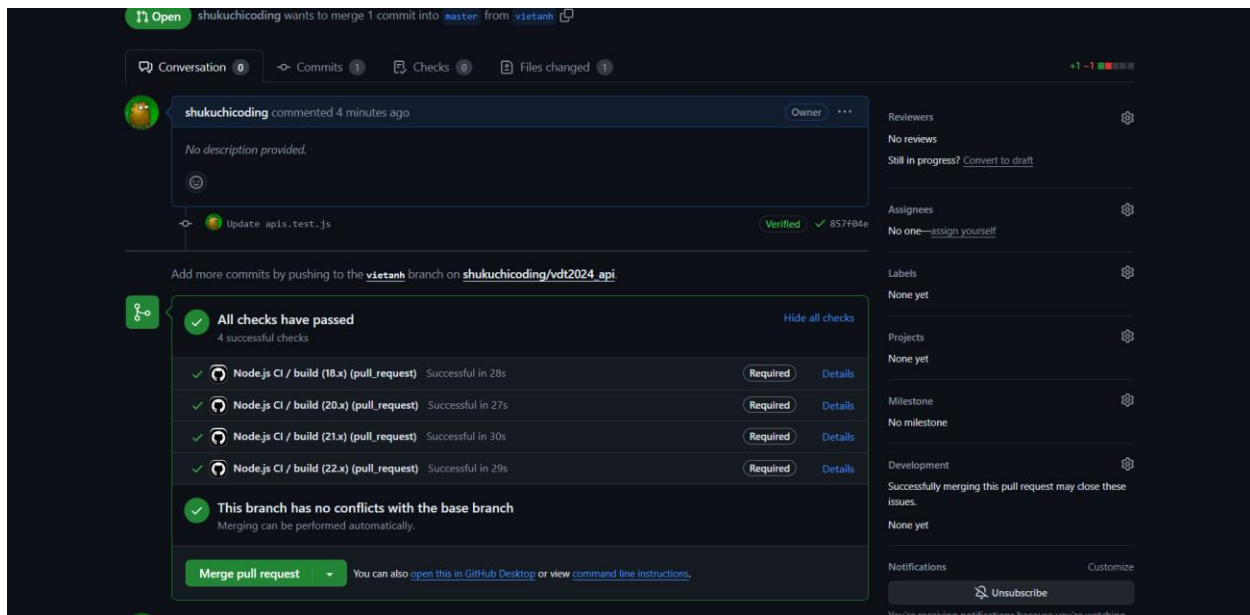 Open shukuchicoding wants to merge 1 commit into master from vietanh
Conversation 0 Commits 1 Checks 0 Files changed 1 +1 −1
shukuchicoding commented 4 minutes ago Owner ···
No description provided.
Update apis.test.js Verified 857f04e
Add more commits by pushing to the vietanh branch on shukuchicoding/vdt2024_api.
All checks have passed Hide all checks
4 successful checks
Node.js CI / build (18.x) (pull_request) Successful in 28s Required Details
Node.js CI / build (20.x) (pull_request) Successful in 27s Required Details
Node.js CI / build (21.x) (pull_request) Successful in 30s Required Details
Node.js CI / build (22.x) (pull_request) Successful in 29s Required Details
This branch has no conflicts with the base branch
Merging can be performed automatically.
Merge pull request You can also open this in GitHub Desktop or view command line instructions.
Reviewers
No reviews
Still in progress? Convert to draft
Assignees
No one—assign yourself
Labels
None yet
Projects
None yet
Milestone
No milestone
Development
Successfully merging this pull request may close these
issues.
None yet
Notifications Customize
Unsubscribe
You're receiving notifications because you're watching